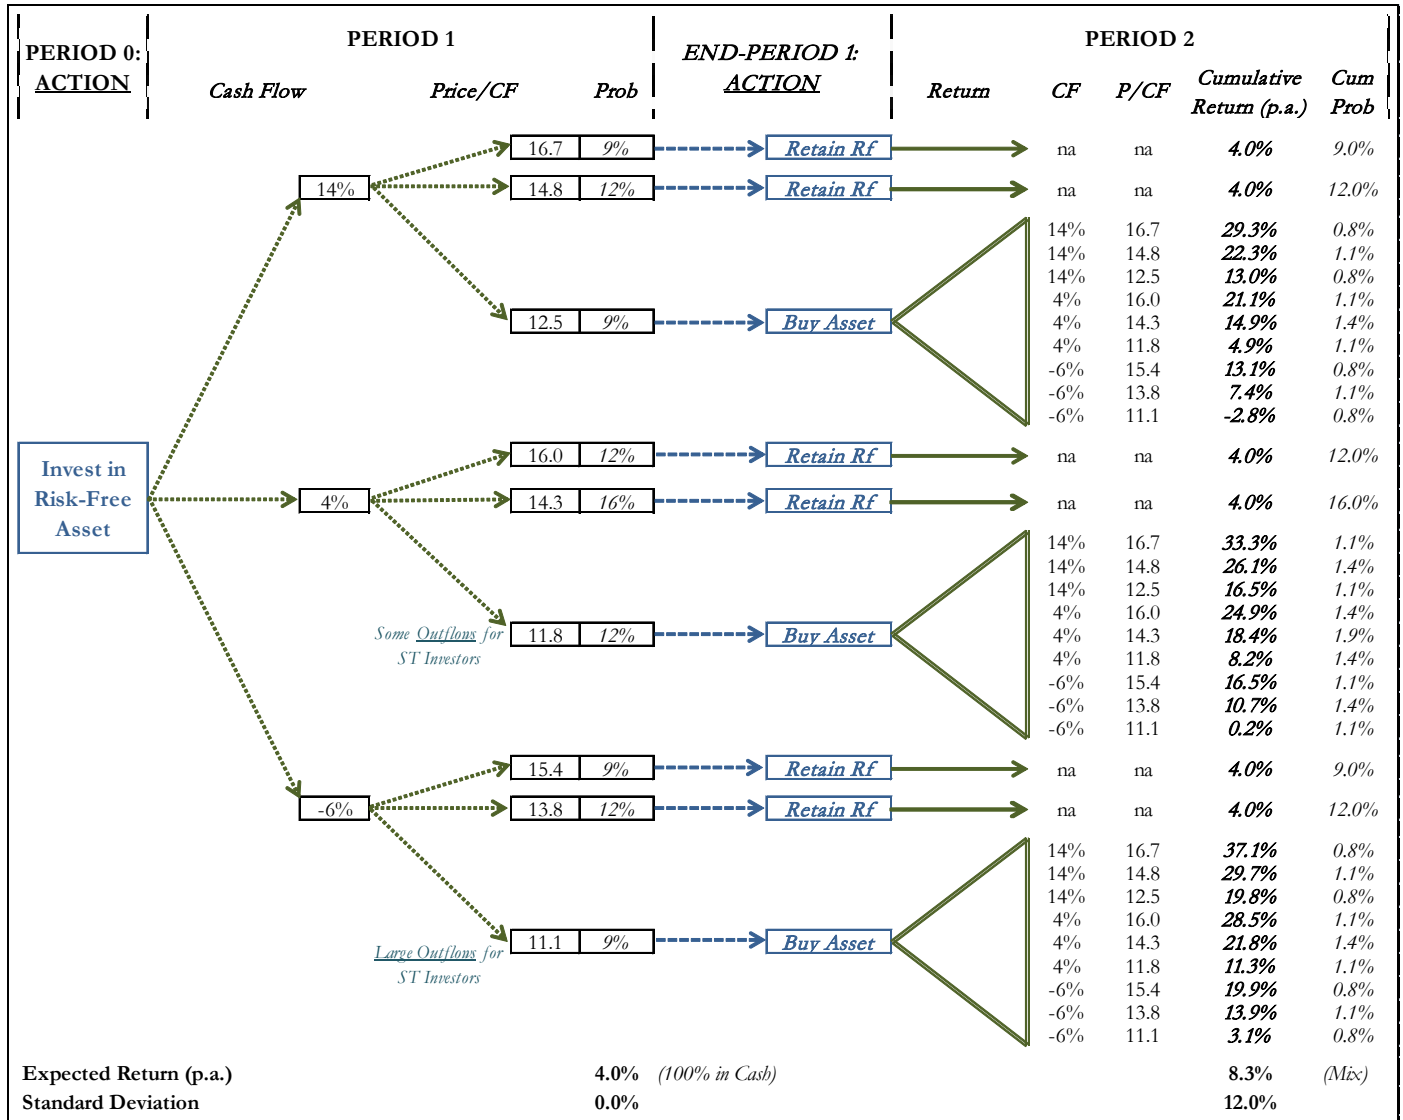 PERIOD 0:
ACTION
PERIOD 1
Cash Flow Price/CF Prob
END-PERIOD 1:
ACTION
PERIOD 2
Return CF P/CF Cumulative Return (p.a.) Cum Prob
16.7 9% Retain Rf na na 4.0% 9.0%
14%
14.8 12% Retain Rf na na 4.0% 12.0%
14% 16.7 29.3% 0.8%
14% 14.8 22.3% 1.1%
14% 12.5 13.0% 0.8%
4% 16.0 21.1% 1.1%
12.5 9% Buy Asset 4% 14.3 14.9% 1.4%
4% 11.8 4.9% 1.1%
-6% 15.4 13.1% 0.8%
-6% 13.8 7.4% 1.1%
-6% 11.1 -2.8% 0.8%
Invest in
Risk-Free
Asset
16.0 12% Retain Rf na na 4.0% 12.0%
4% 14.3 16% Retain Rf na na 4.0% 16.0%
14% 16.7 33.3% 1.1%
14% 14.8 26.1% 1.4%
14% 12.5 16.5% 1.1%
4% 16.0 24.9% 1.4%
Some Outflons for
ST Investors
11.8 12% Buy Asset 4% 14.3 18.4% 1.9%
4% 11.8 8.2% 1.4%
-6% 15.4 16.5% 1.1%
-6% 13.8 10.7% 1.4%
-6% 11.1 0.2% 1.1%
15.4 9% Retain Rf na na 4.0% 9.0%
-6% 13.8 12% Retain Rf na na 4.0% 12.0%
14% 16.7 37.1% 0.8%
14% 14.8 29.7% 1.1%
14% 12.5 19.8% 0.8%
4% 16.0 28.5% 1.1%
Large Outflons for
ST Investors
11.1 9% Buy Asset 4% 14.3 21.8% 1.4%
4% 11.8 11.3% 1.1%
-6% 15.4 19.9% 0.8%
-6% 13.8 13.9% 1.1%
-6% 11.1 3.1% 0.8%
Expected Return (p.a.) 4.0% (100% in Cash) 8.3% (Mix)
Standard Deviation 0.0% 12.0%